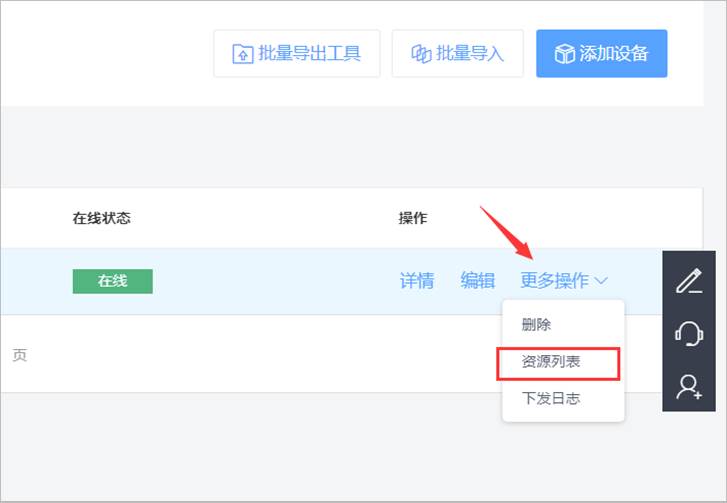 批量导出工具 批量导入 添加设备
在线状态 操作
在线 详情 编辑 更多操作
删除
页 资源列表
下发日志